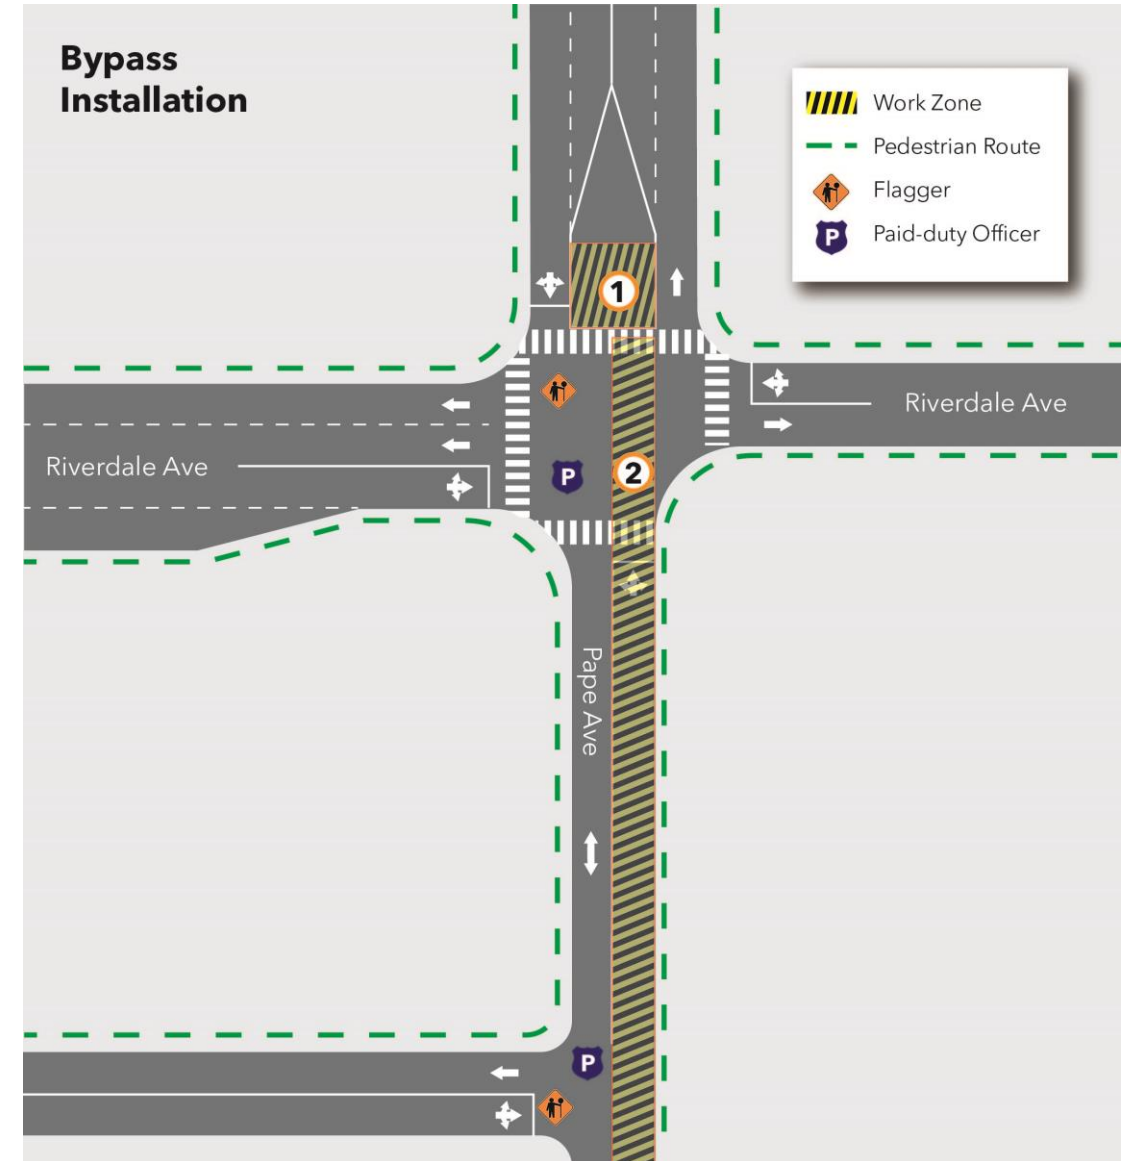 Bypass
Installation
Work Zone
Pedestrian Route
Flagger
P
Paid-duty Officer
1
Riverdale Ave
Riverdale Ave
P
2
Pape Ave
P